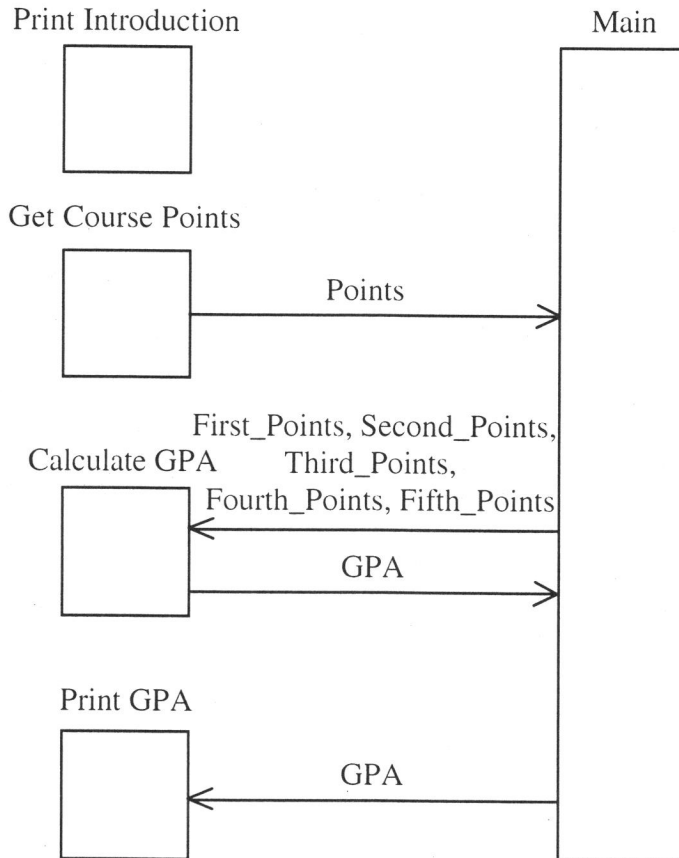 Print Introduction
Main
Get Course Points
Points
First_Points, Second_Points,
Calculate GPA
Third_Points,
Fourth_Points, Fifth_Points
GPA
Print GPA
GPA